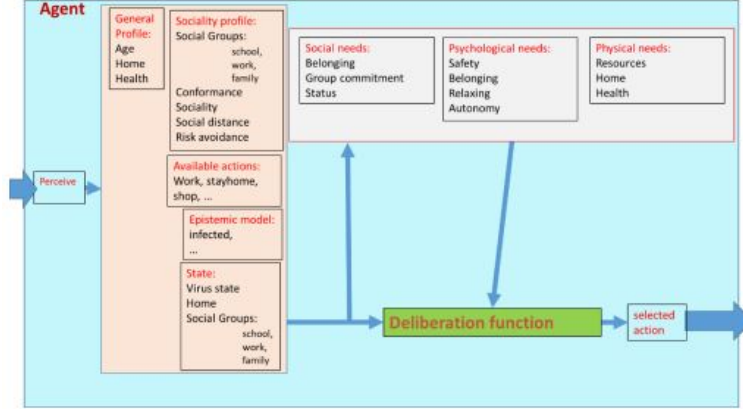 Agent
General
Profile:
Age
Home
Health
Sociality profile:
Social Groups:
school,
work,
family
Conformance
Sociality
Social distance
Risk avoidance
Social needs:
Belonging
Group commitment
Status
Psychological needs:
Safety
Belonging
Relaxing
Autonomy
Physical needs:
Resources
Home
Health
Available actions:
Work, stayhome,
shop, ...
Perceive
Epistemic model:
infected,
...
State:
Virus state
Home
Social Groups:
school,
work,
family
Deliberation function
selected
action